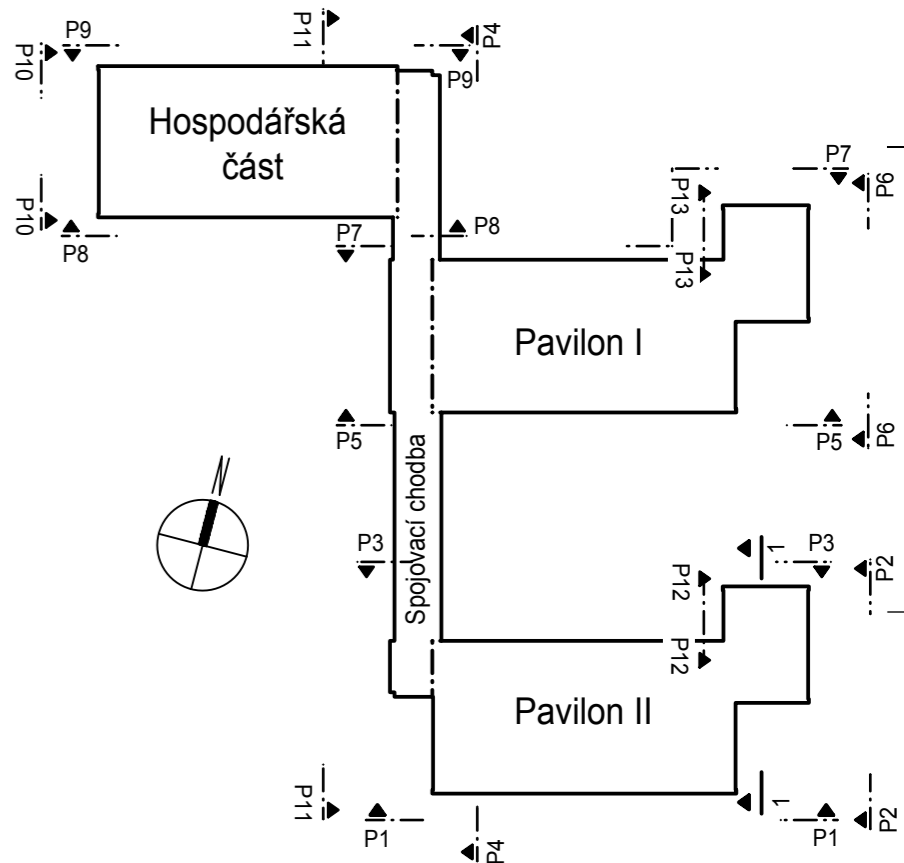 P9
P11
P4
P10
P9
Hospodářská
část
P7
P6
P13
P10
P8
P8
P7
P13
Pavilon I
P5
P5
P6
Spojovací chodba
N
P3
1
P3
P2
P12
P12
Pavilon II
P11
P1
P4
1
P1
P2